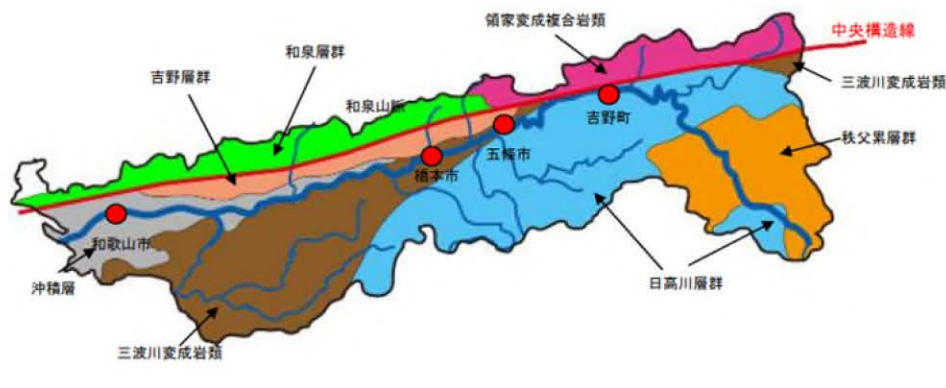 領家変成複合岩類
中央構造線
和泉層群
吉野層群
三波川変成岩類
和泉山脈
吉野町
秩父累層群
五條市
橋本市
和歌山市
日高川層群
沖積層
三波川変成岩類